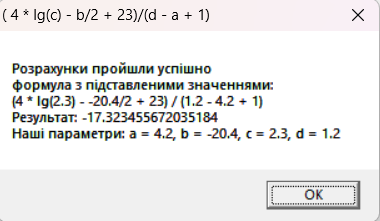 ( 4 * lg(c) - b/2 + 23)/(d - a + 1)
Розрахунки пройшли успішно
формула з підставленими значеннями:
(4 * lg(2.3) - -20.4/2 + 23) / (1.2 - 4.2 + 1)
Результат: -17.323455672035184
Наші параметри: a = 4.2, b = -20.4, c = 2.3, d = 1.2
OK